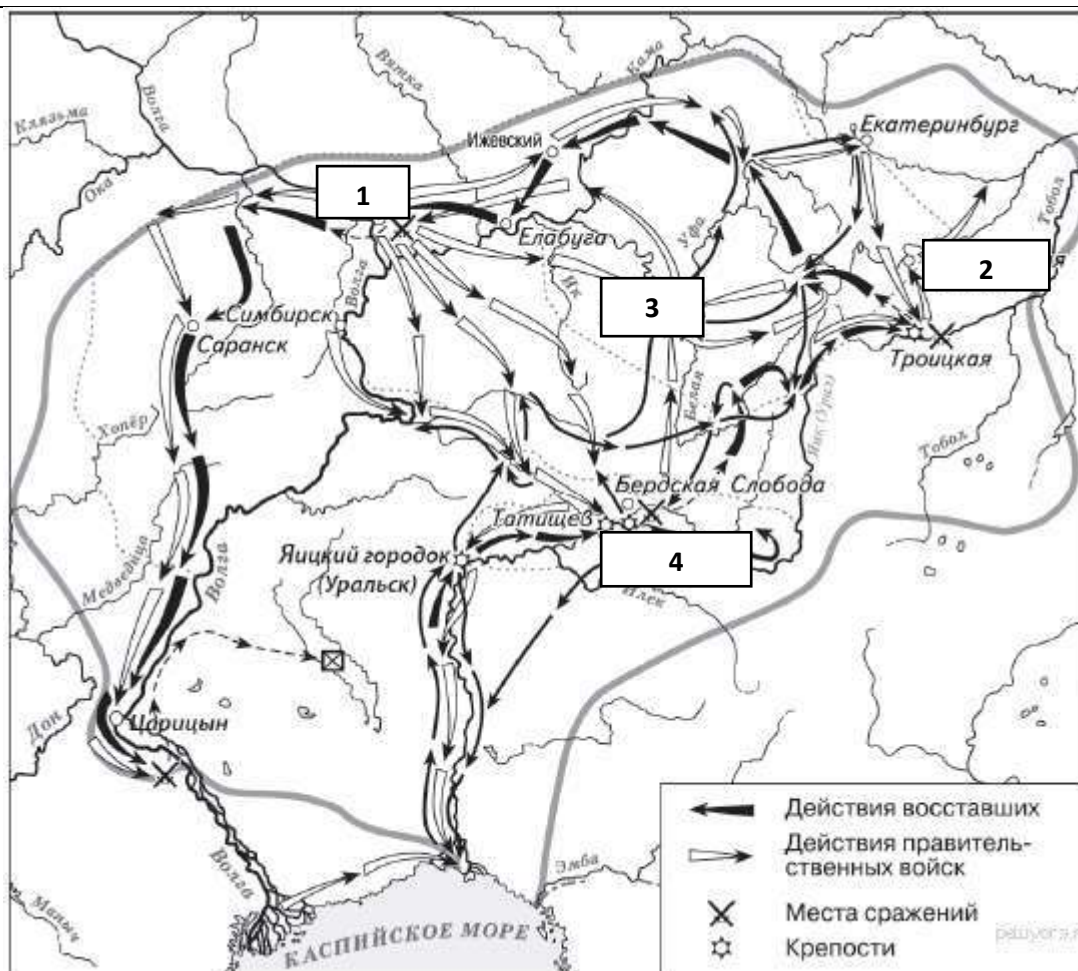 Клязьма
Волга
Вятка
Кама
Ижевский
Екатеринбург
Ока
1
Тобол
Елабуга
Уфа
2
Волга
Ик
3
Симбирск
Саранск
Троицкая
Белая
Яик (Урал)
Хопёр
Тобол
Бердская Слобода
Татищев
Медведица
Волга
Яицкий городок
(Уральск)
4
Илек
Дон
Царицын
Волга
Эмба
Маныч
КАСПИЙСКОЕ МОРЕ
Действия восставших
Действия правитель-
ственных войск
Места сражений
Крепости